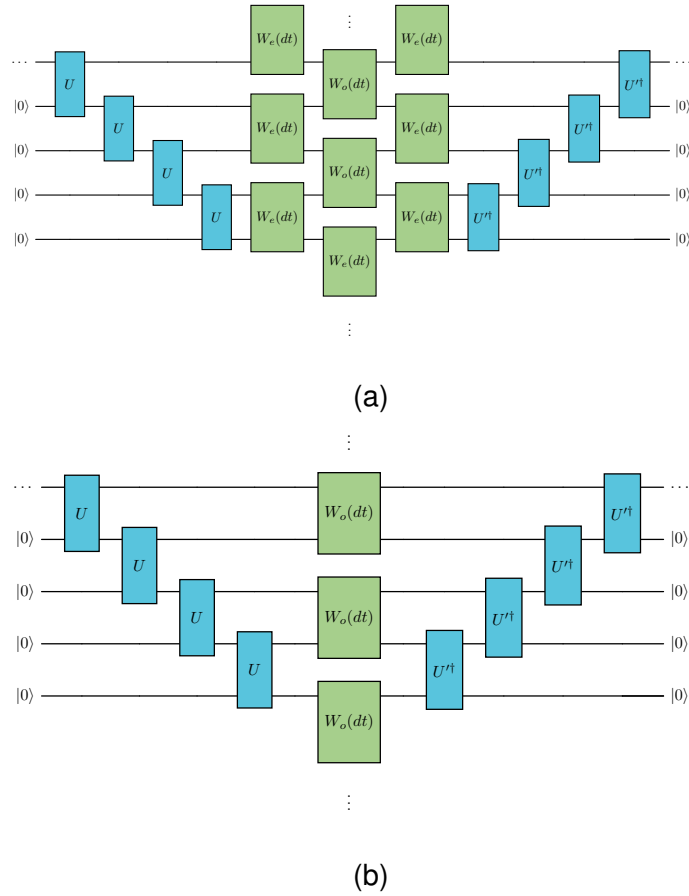 ⋮
W_e(dt) W_e(dt)
⋯ ⋯
U W_o(dt) U′†
|0⟩ |0⟩
U W_e(dt) W_e(dt) U′†
|0⟩ |0⟩
U W_o(dt) U′†
|0⟩ |0⟩
U W_e(dt) W_e(dt) U′†
|0⟩ |0⟩
W_o(dt)
⋮
(a)
⋮
⋯ ⋯
U W_o(dt) U′†
|0⟩ |0⟩
U U′†
|0⟩ |0⟩
U W_o(dt) U′†
|0⟩ |0⟩
U U′†
|0⟩ |0⟩
W_o(dt)
⋮
(b)